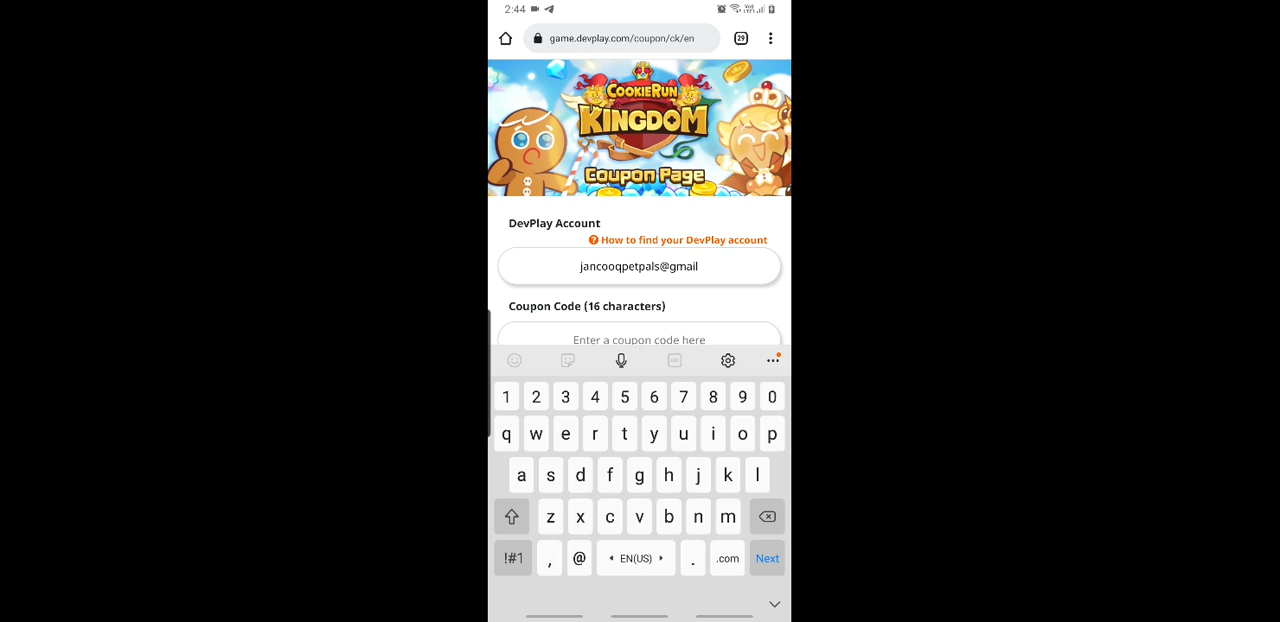 2:44
game.devplay.com/coupon/ck/en
29
COOKIERUN
KINGDOM
Coupon Page
DevPlay Account
How to find your DevPlay account
jancooqpetpals@gmail
Coupon Code (16 characters)
Enter a coupon code here
1 2 3 4 5 6 7 8 9 0
q w e r t y u i o p
a s d f g h j k l
z x c v b n m
!#1 , @ EN(US) . .com Next